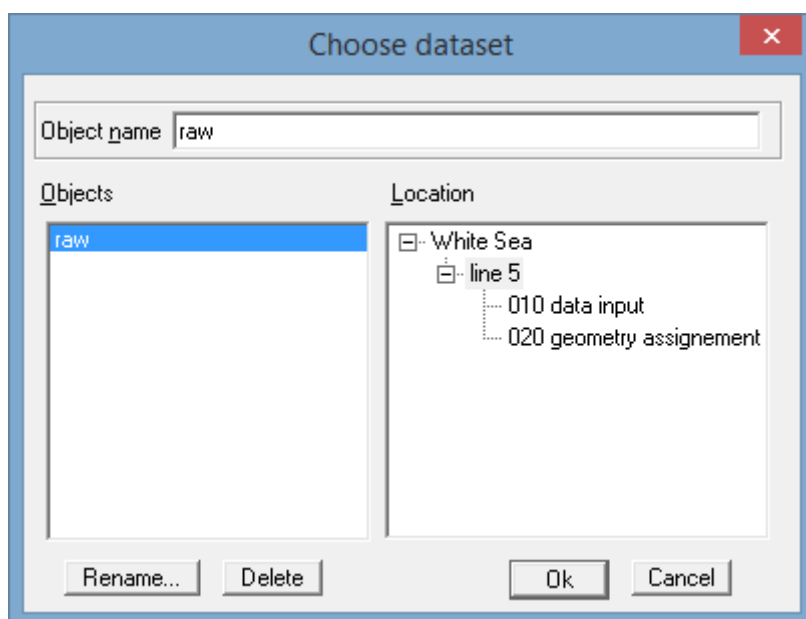 Choose dataset
Object name raw
Objects
Location
raw
White Sea
line 5
010 data input
020 geometry assignement
Rename... Delete Ok Cancel